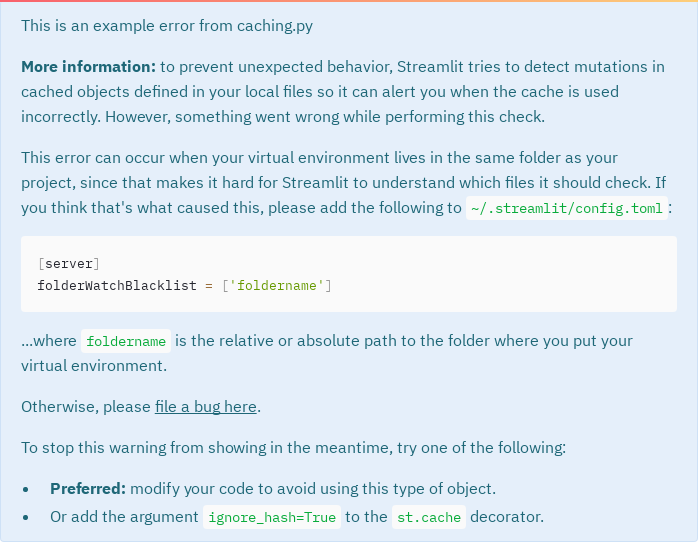 This is an example error from caching.py
More information: to prevent unexpected behavior, Streamlit tries to detect mutations in
cached objects defined in your local files so it can alert you when the cache is used
incorrectly. However, something went wrong while performing this check.
This error can occur when your virtual environment lives in the same folder as your
project, since that makes it hard for Streamlit to understand which files it should check. If
you think that's what caused this, please add the following to ~/.streamlit/config.toml:
[server]
folderWatchBlacklist = ['foldername']
...where foldername is the relative or absolute path to the folder where you put your
virtual environment.
Otherwise, please file a bug here.
To stop this warning from showing in the meantime, try one of the following:
• Preferred: modify your code to avoid using this type of object.
• Or add the argument ignore_hash=True to the st.cache decorator.